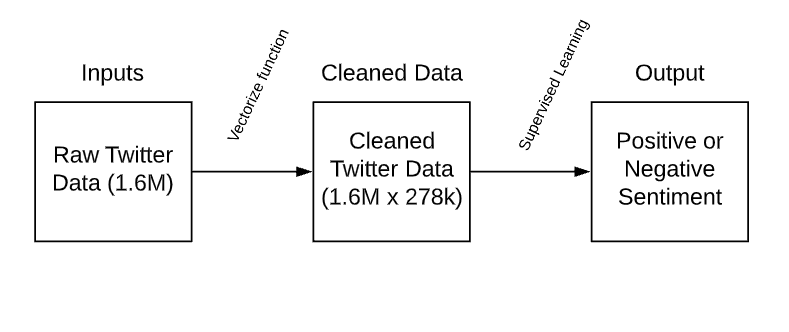 Inputs
Vectorize function
Cleaned Data
Supervised Learning
Output
Raw Twitter
Data (1.6M)
Cleaned
Twitter Data
(1.6M x 278k)
Positive or
Negative
Sentiment